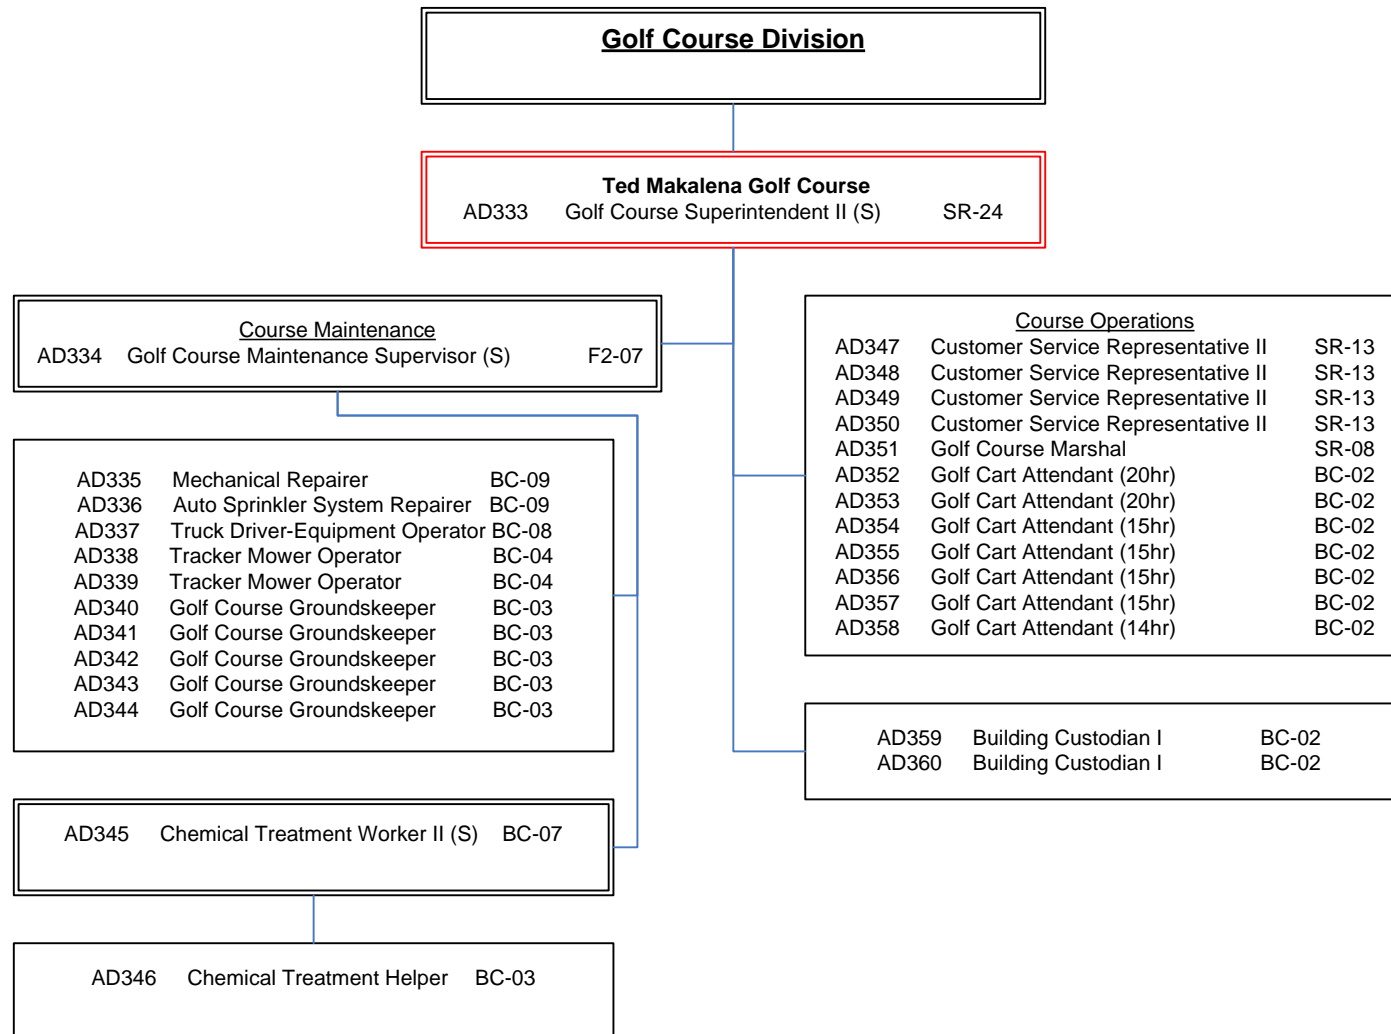 Golf Course Division
Ted Makalena Golf Course
AD333 Golf Course Superintendent II (S) SR-24
Course Maintenance
AD334 Golf Course Maintenance Supervisor (S) F2-07
AD335 Mechanical Repairer BC-09
AD336 Auto Sprinkler System Repairer BC-09
AD337 Truck Driver-Equipment Operator BC-08
AD338 Tracker Mower Operator BC-04
AD339 Tracker Mower Operator BC-04
AD340 Golf Course Groundskeeper BC-03
AD341 Golf Course Groundskeeper BC-03
AD342 Golf Course Groundskeeper BC-03
AD343 Golf Course Groundskeeper BC-03
AD344 Golf Course Groundskeeper BC-03
AD345 Chemical Treatment Worker II (S) BC-07
AD346 Chemical Treatment Helper BC-03
Course Operations
AD347 Customer Service Representative II SR-13
AD348 Customer Service Representative II SR-13
AD349 Customer Service Representative II SR-13
AD350 Customer Service Representative II SR-13
AD351 Golf Course Marshal SR-08
AD352 Golf Cart Attendant (20hr) BC-02
AD353 Golf Cart Attendant (20hr) BC-02
AD354 Golf Cart Attendant (15hr) BC-02
AD355 Golf Cart Attendant (15hr) BC-02
AD356 Golf Cart Attendant (15hr) BC-02
AD357 Golf Cart Attendant (15hr) BC-02
AD358 Golf Cart Attendant (14hr) BC-02
AD359 Building Custodian I BC-02
AD360 Building Custodian I BC-02